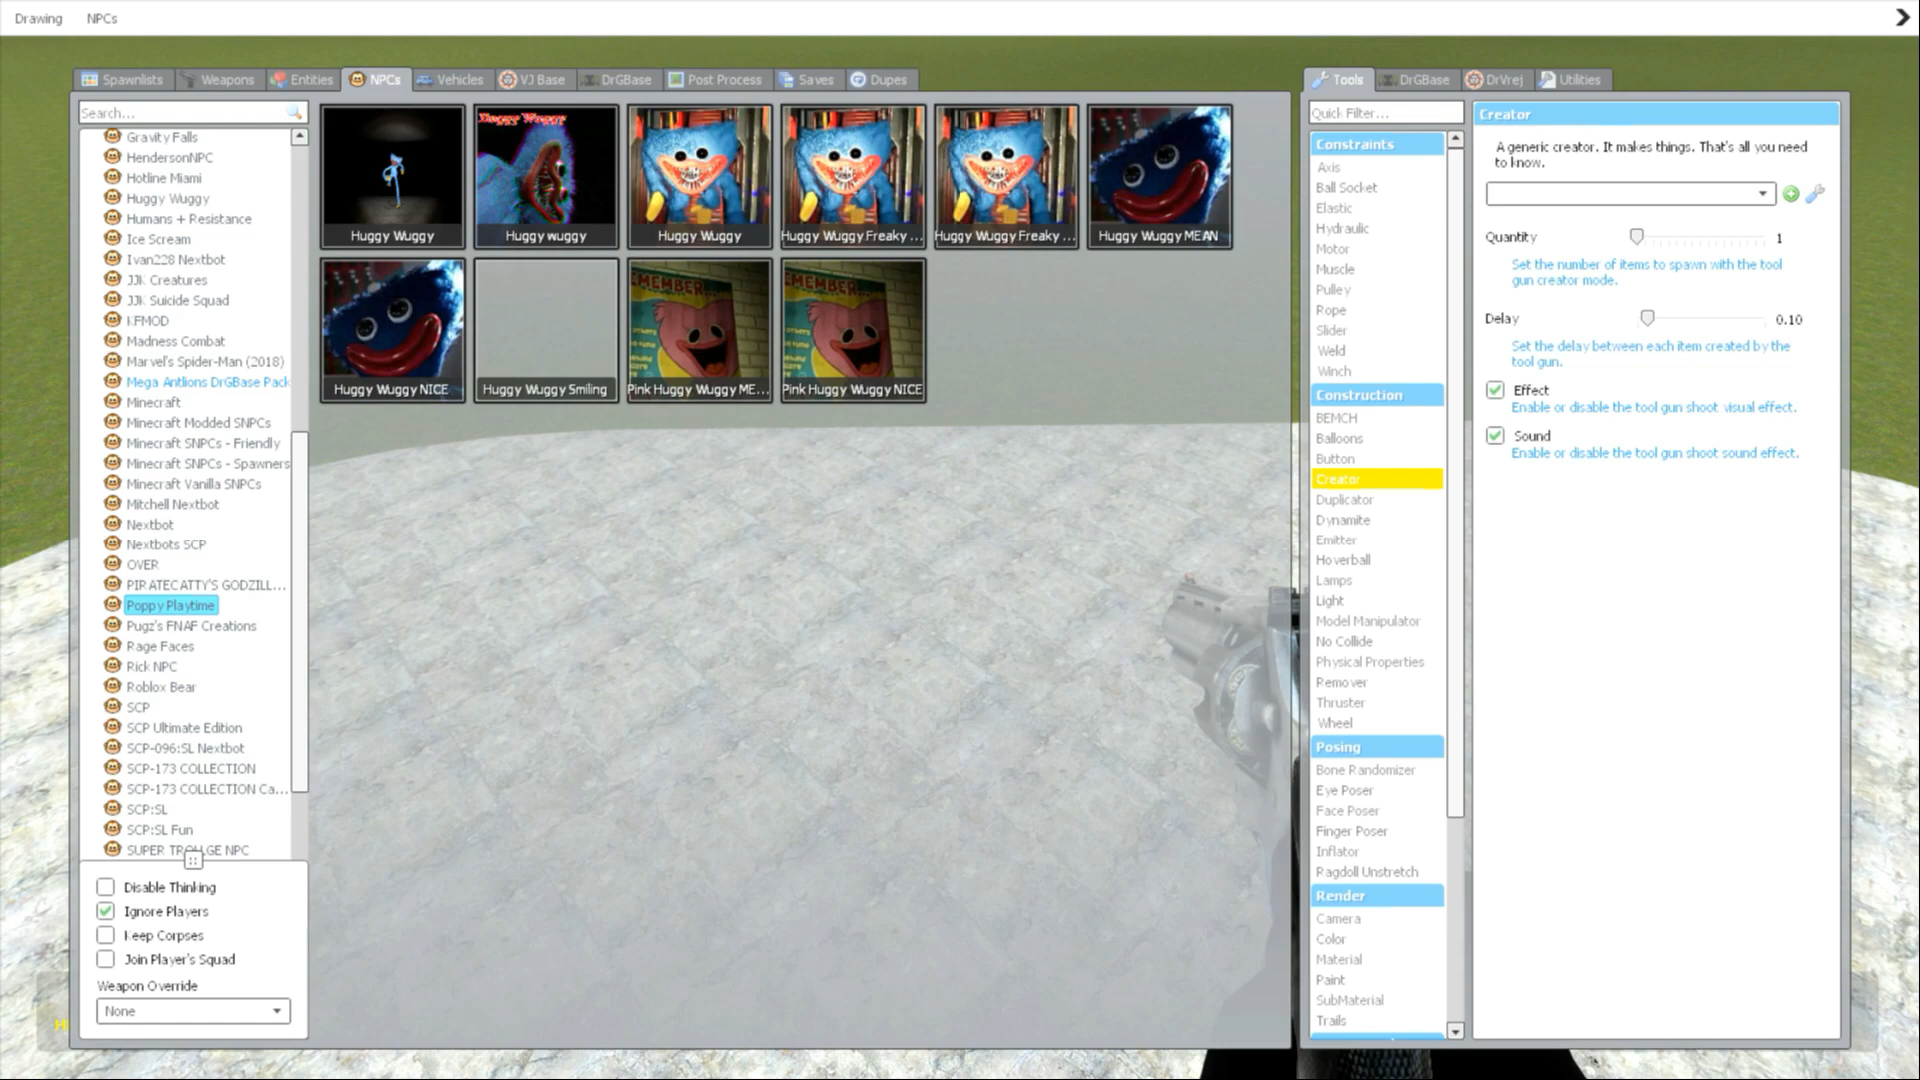 Drawing NPCs
Spawnlists Weapons Entities NPCs Vehicles VJ Base DrGBase Post Process Saves Dupes
Search...
Gravity Falls
HendersonNPC
Hotline Miami
Huggy Wuggy
Humans + Resistance
Ice Scream
Ivan228 Nextbot
JJK Creatures
JJK Suicide Squad
KFMOD
Madness Combat
Marvel's Spider-Man (2018)
Mega Antlions DrGBase Pack
Minecraft
Minecraft Modded SNPCs
Minecraft SNPCs - Friendly
Minecraft SNPCs - Spawners
Minecraft Vanilla SNPCs
Mitchell Nextbot
Nextbot
Nextbots SCP
OVER
PIRATECATTY'S GODZILL...
Poppy Playtime
Pugz's FNAF Creations
Rage Faces
Rick NPC
Roblox Bear
SCP
SCP Ultimate Edition
SCP-096:SL Nextbot
SCP-173 COLLECTION
SCP-173 COLLECTION Ca...
SCP:SL
SCP:SL Fun
SUPER TROLLGE NPC
Disable Thinking
Ignore Players
Keep Corpses
Join Player's Squad
Weapon Override
None
Huggy Wuggy
Huggy Wuggy
Huggy wuggy
Huggy Wuggy
Huggy Wuggy Freaky ...
Huggy Wuggy Freaky ...
Huggy Wuggy MEAN
Huggy Wuggy NICE
Huggy Wuggy Smiling
EMEMBER
Pink Huggy Wuggy ME...
EMEMBER
Pink Huggy Wuggy NICE
Tools DrGBase DrVrej Utilities
Quick Filter...
Constraints
Axis
Ball Socket
Elastic
Hydraulic
Motor
Muscle
Pulley
Rope
Slider
Weld
Winch
Construction
BEMCH
Balloons
Button
Creator
Duplicator
Dynamite
Emitter
Hoverball
Lamps
Light
Model Manipulator
No Collide
Physical Properties
Remover
Thruster
Wheel
Posing
Bone Randomizer
Eye Poser
Face Poser
Finger Poser
Inflator
Ragdoll Unstretch
Render
Camera
Color
Material
Paint
SubMaterial
Trails
Creator
A generic creator. It makes things. That's all you need
to know.
Quantity 1
Set the number of items to spawn with the tool
gun creator mode.
Delay 0.10
Set the delay between each item created by the
tool gun.
Effect
Enable or disable the tool gun shoot visual effect.
Sound
Enable or disable the tool gun shoot sound effect.